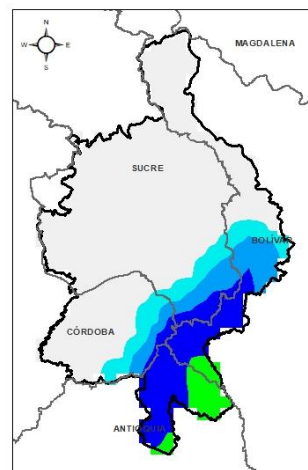 N
W E
S
MAGDALENA
SUCRE
BOLÍVAR
CÓRDOBA
ANTIOQUIA